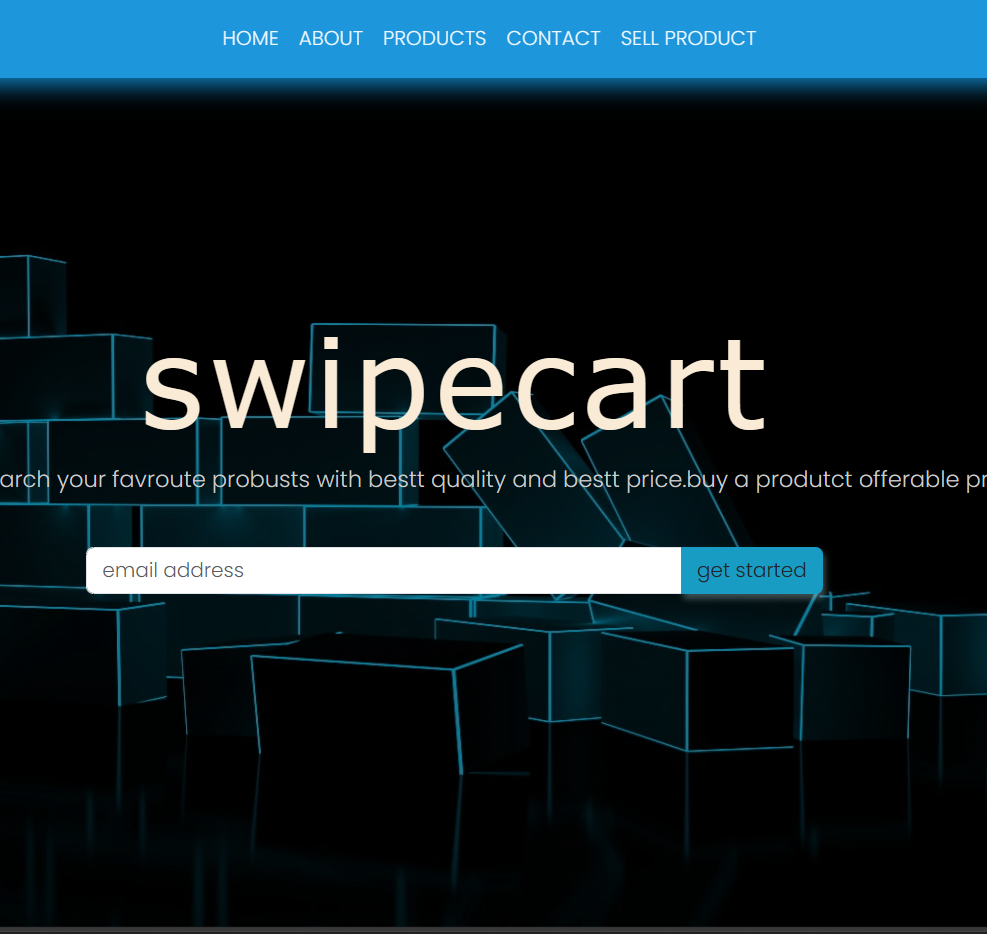 HOME ABOUT PRODUCTS CONTACT SELL PRODUCT
swipecart
arch your favroute probusts with bestt quality and bestt price.buy a produtct offerable pr
email address get started